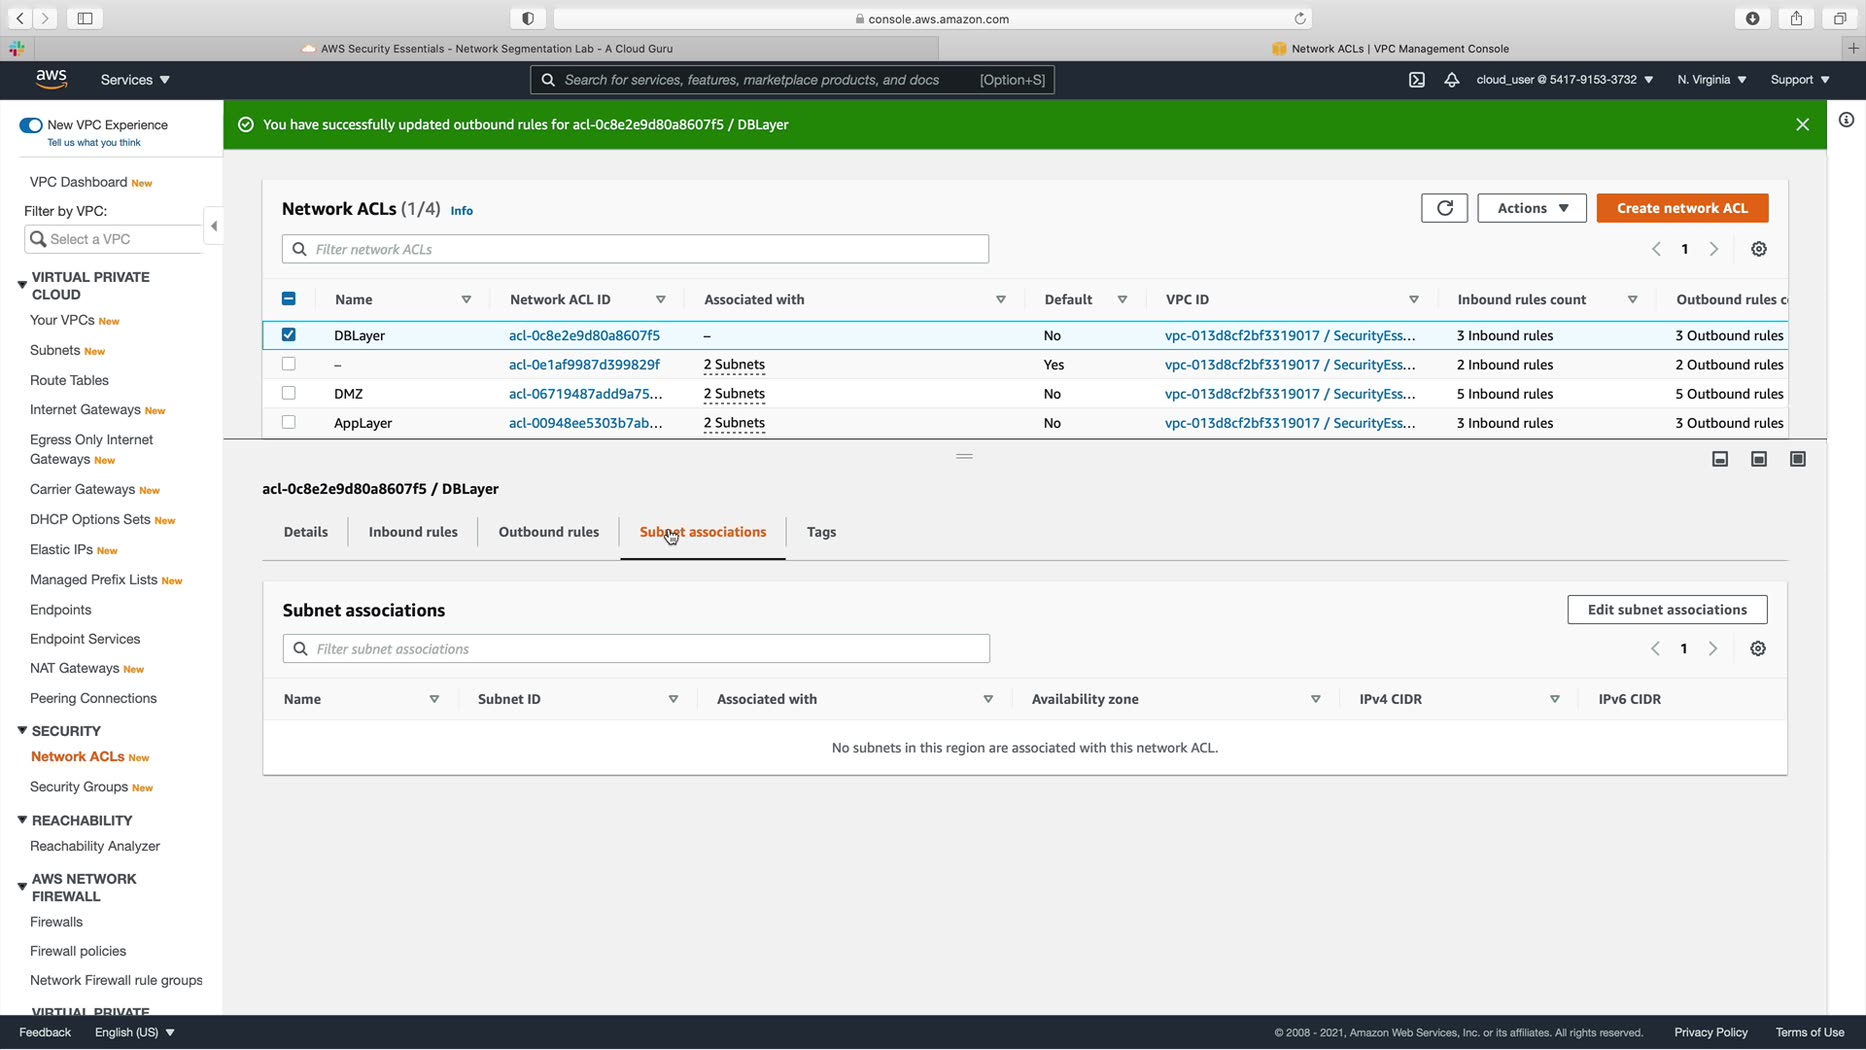 console.aws.amazon.com
AWS Security Essentials - Network Segmentation Lab - A Cloud Guru
Network ACLs | VPC Management Console
aws
Services
Search for services, features, marketplace products, and docs
[Option+S]
cloud_user @ 5417-9153-3732
N. Virginia
Support
New VPC Experience
Tell us what you think
You have successfully updated outbound rules for acl-0c8e2e9d80a8607f5 / DBLayer
VPC Dashboard New
Filter by VPC:
Select a VPC
VIRTUAL PRIVATE
CLOUD
Your VPCs New
Subnets New
Route Tables
Internet Gateways New
Egress Only Internet
Gateways New
Carrier Gateways New
DHCP Options Sets New
Elastic IPs New
Managed Prefix Lists New
Endpoints
Endpoint Services
NAT Gateways New
Peering Connections
SECURITY
Network ACLs New
Security Groups New
REACHABILITY
Reachability Analyzer
AWS NETWORK
FIREWALL
Firewalls
Firewall policies
Network Firewall rule groups
VIRTUAL PRIVATE
Network ACLs (1/4) Info
Actions
Create network ACL
Filter network ACLs
1
Name Network ACL ID Associated with Default VPC ID Inbound rules count Outbound rules c
DBLayer acl-0c8e2e9d80a8607f5 – No vpc-013d8cf2bf3319017 / SecurityEss... 3 Inbound rules 3 Outbound rules
– acl-0e1af9987d399829f 2 Subnets Yes vpc-013d8cf2bf3319017 / SecurityEss... 2 Inbound rules 2 Outbound rules
DMZ acl-06719487add9a75... 2 Subnets No vpc-013d8cf2bf3319017 / SecurityEss... 5 Inbound rules 5 Outbound rules
AppLayer acl-00948ee5303b7ab... 2 Subnets No vpc-013d8cf2bf3319017 / SecurityEss... 3 Inbound rules 3 Outbound rules
acl-0c8e2e9d80a8607f5 / DBLayer
Details Inbound rules Outbound rules Subnet associations Tags
Subnet associations
Edit subnet associations
Filter subnet associations
1
Name Subnet ID Associated with Availability zone IPv4 CIDR IPv6 CIDR
No subnets in this region are associated with this network ACL.
Feedback English (US)
© 2008 - 2021, Amazon Web Services, Inc. or its affiliates. All rights reserved. Privacy Policy Terms of Use